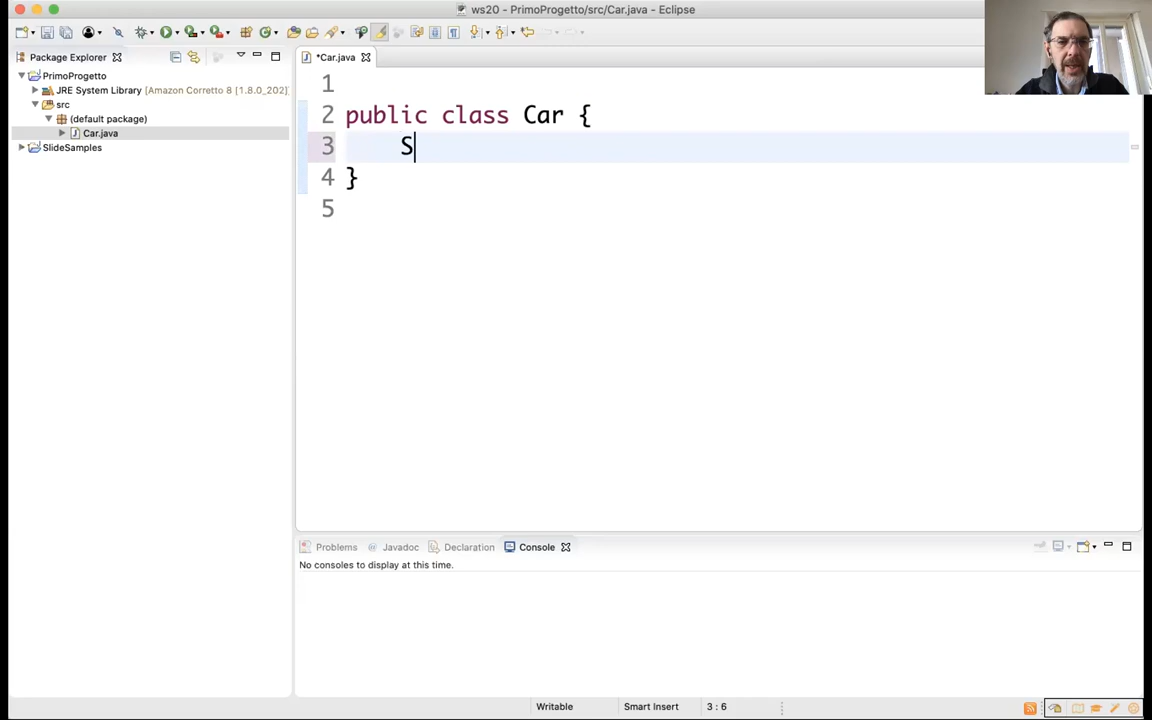 ws20 - PrimoProgetto/src/Car.java - Eclipse
Package Explorer
*Car.java
PrimoProgetto
JRE System Library [Amazon Corretto 8 [1.8.0_202]
src
(default package)
Car.java
SlideSamples
1
2 public class Car {
3 S
4 }
5
Problems Javadoc Declaration Console
No consoles to display at this time.
Writable Smart Insert 3 : 6